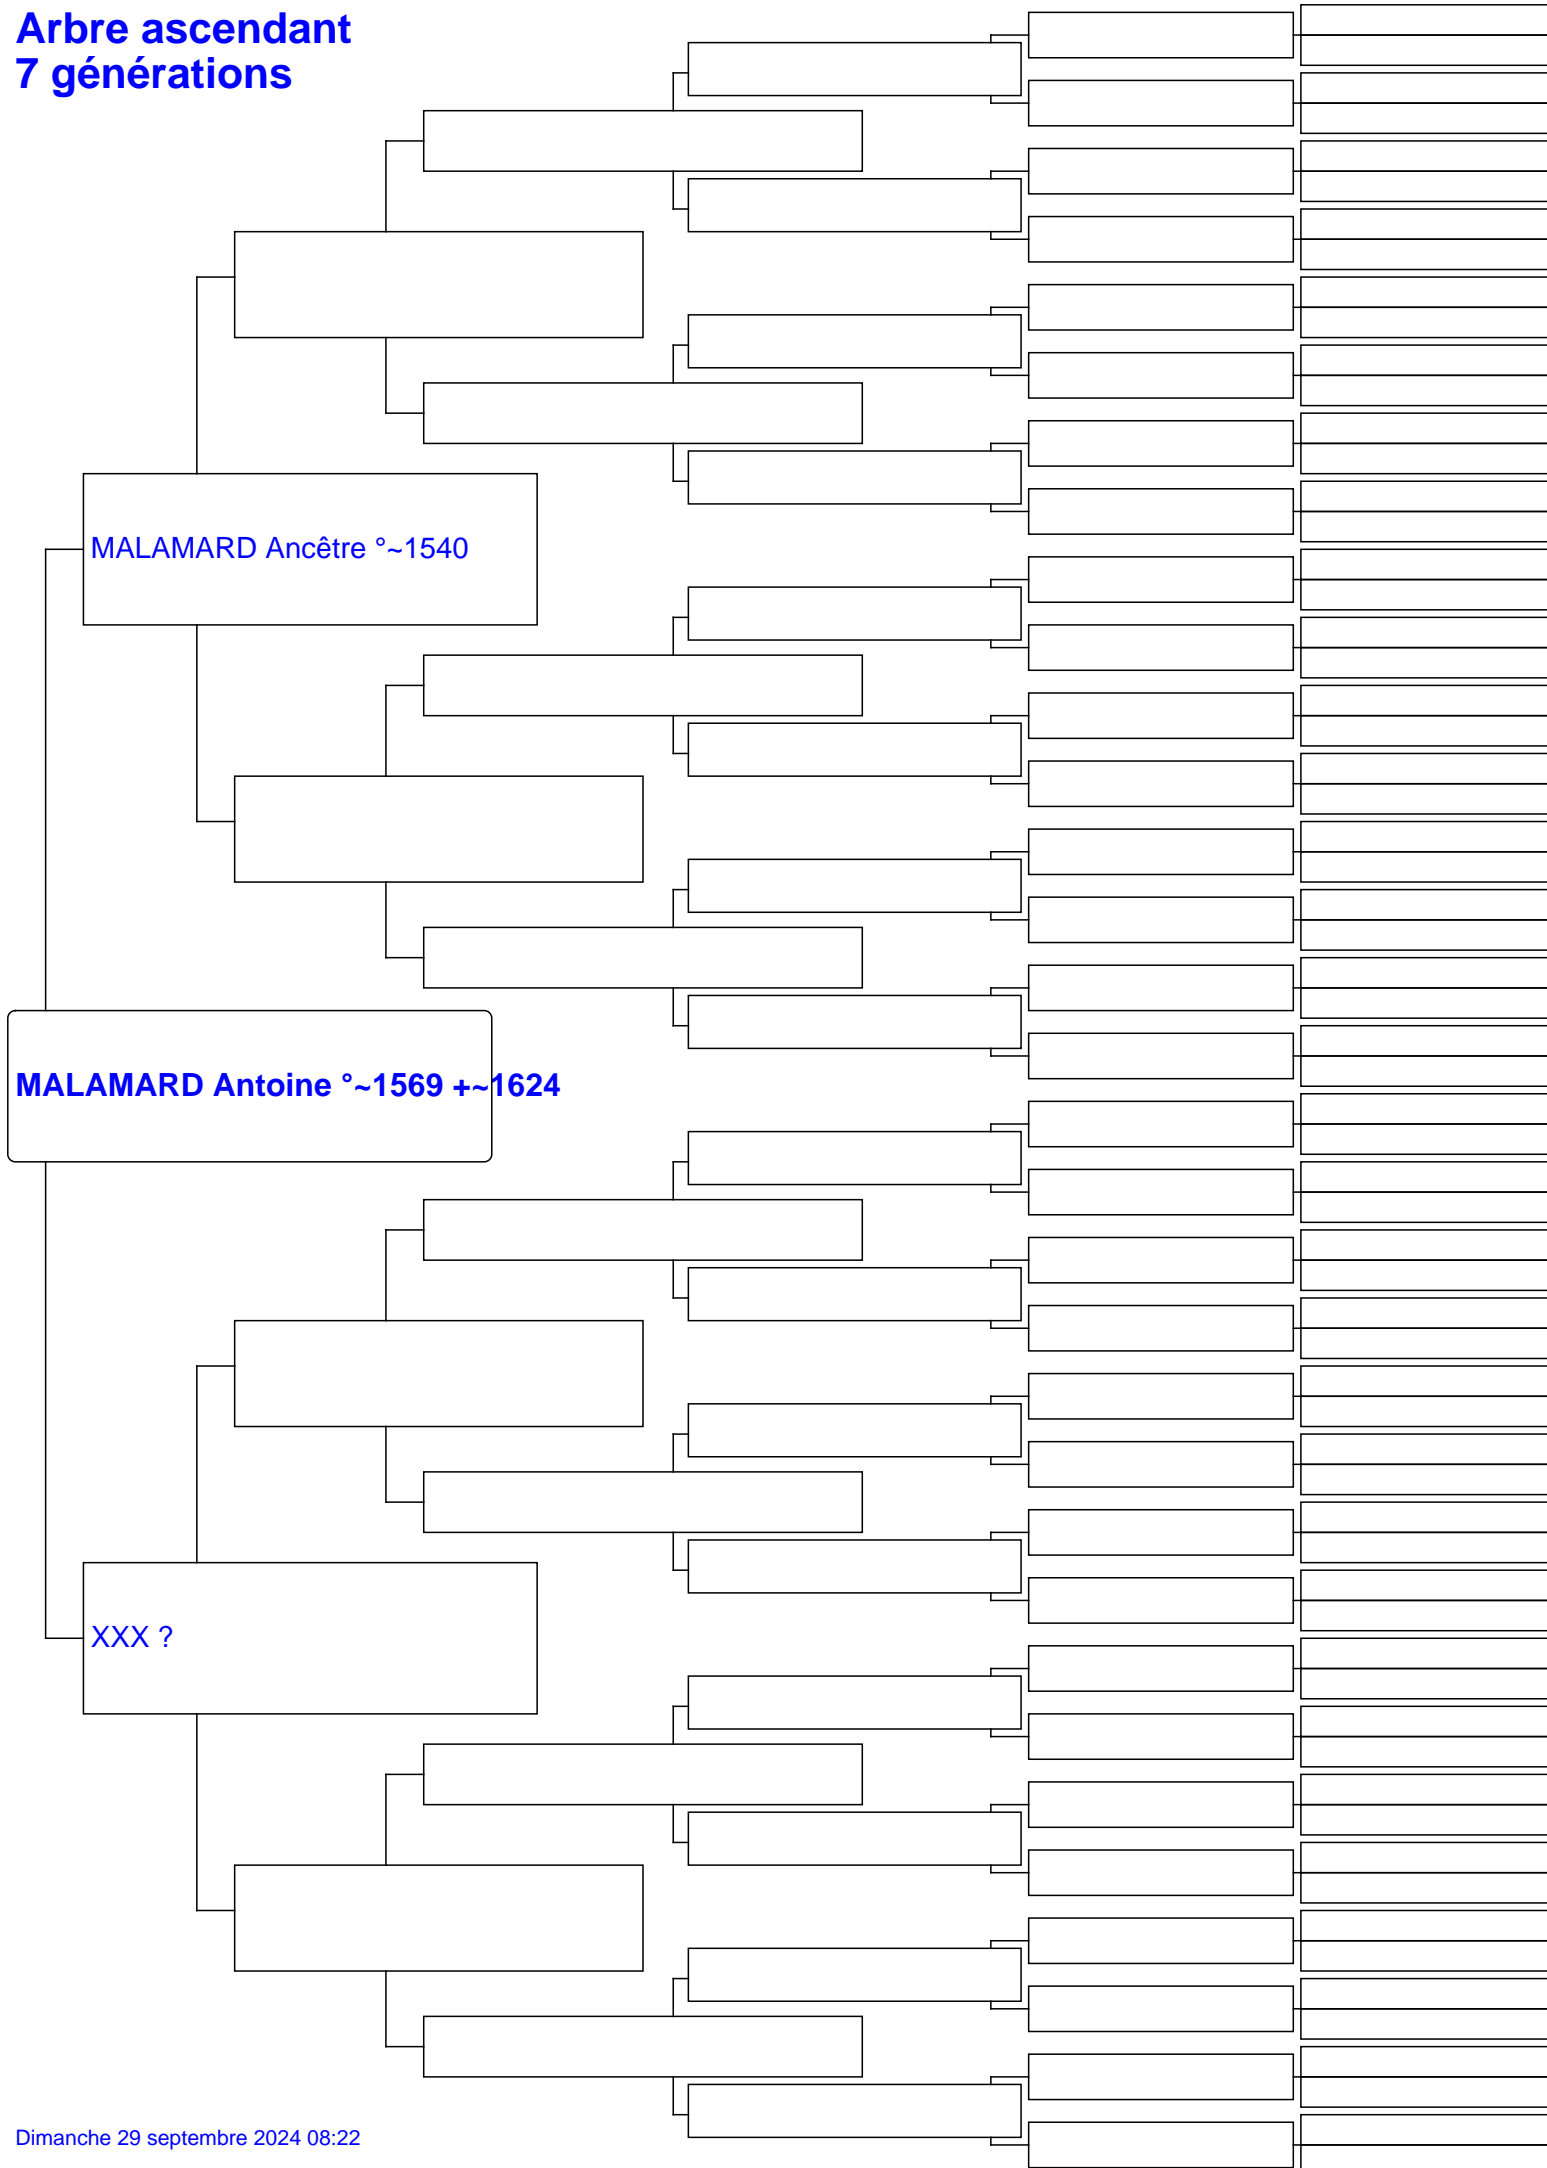 Arbre ascendant
7 générations
MALAMARD Ancêtre °~1540
MALAMARD Antoine °~1569 +~1624
XXX ?
Dimanche 29 septembre 2024 08:22